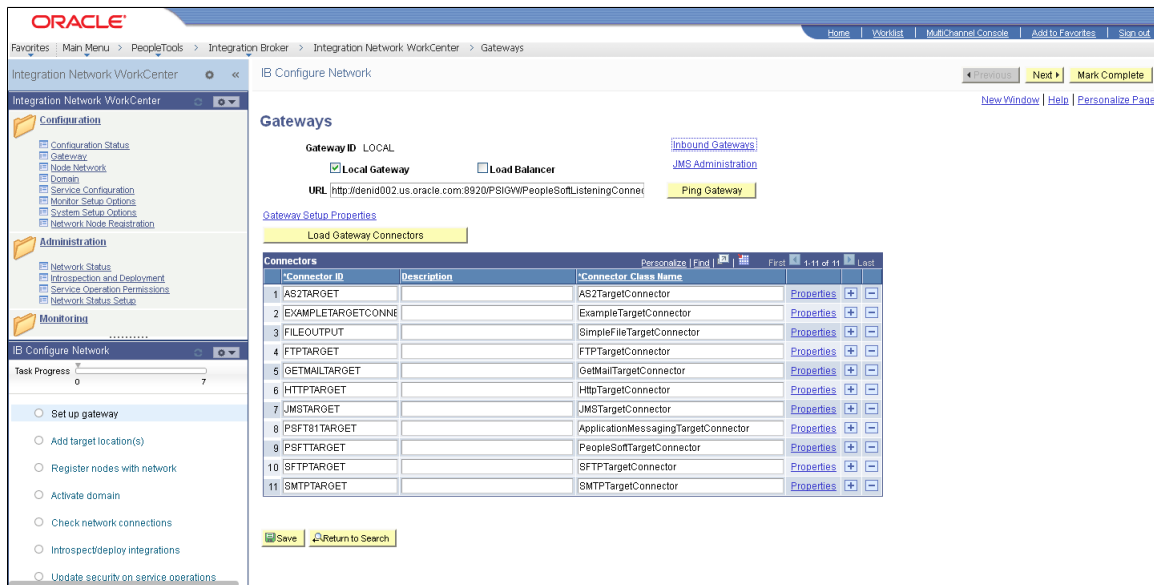 ORACLE'
Home | Worklist | MultiChannel Console | Add to Favorites | Sign out
Favorites Main Menu > PeopleTools > Integration Broker > Integration Network WorkCenter > Gateways
Integration Network WorkCenter «
IB Configure Network
Previous Next Mark Complete
New Window | Help | Personalize Page
Integration Network WorkCenter
Configuration
Configuration Status
Gateway
Node Network
Domain
Service Configuration
Monitor Setup Options
System Setup Options
Network Node Registration
Administration
Network Status
Introspection and Deployment
Service Operation Permissions
Network Status Setup
Monitoring
IB Configure Network
Task Progress
0 7
Set up gateway
Add target location(s)
Register nodes with network
Activate domain
Check network connections
Introspect/deploy integrations
Update security on service operations
Gateways
Gateway ID LOCAL
Inbound Gateways
Local Gateway Load Balancer
JMS Administration
URL http://denid002.us.oracle.com:8920/PSIGW/PeopleSoftListeningConnec
Ping Gateway
Gateway Setup Properties
Load Gateway Connectors
Connectors Personalize | Find | First 1-11 of 11 Last
*Connector ID Description *Connector Class Name
1 AS2TARGET AS2TargetConnector Properties + −
2 EXAMPLETARGETCONNE ExampleTargetConnector Properties + −
3 FILEOUTPUT SimpleFileTargetConnector Properties + −
4 FTPTARGET FTPTargetConnector Properties + −
5 GETMAILTARGET GetMailTargetConnector Properties + −
6 HTTPTARGET HttpTargetConnector Properties + −
7 JMSTARGET JMSTargetConnector Properties + −
8 PSFT81TARGET ApplicationMessagingTargetConnector Properties + −
9 PSFTTARGET PeopleSoftTargetConnector Properties + −
10 SFTPTARGET SFTPTargetConnector Properties + −
11 SMTPTARGET SMTPTargetConnector Properties + −
Save Return to Search